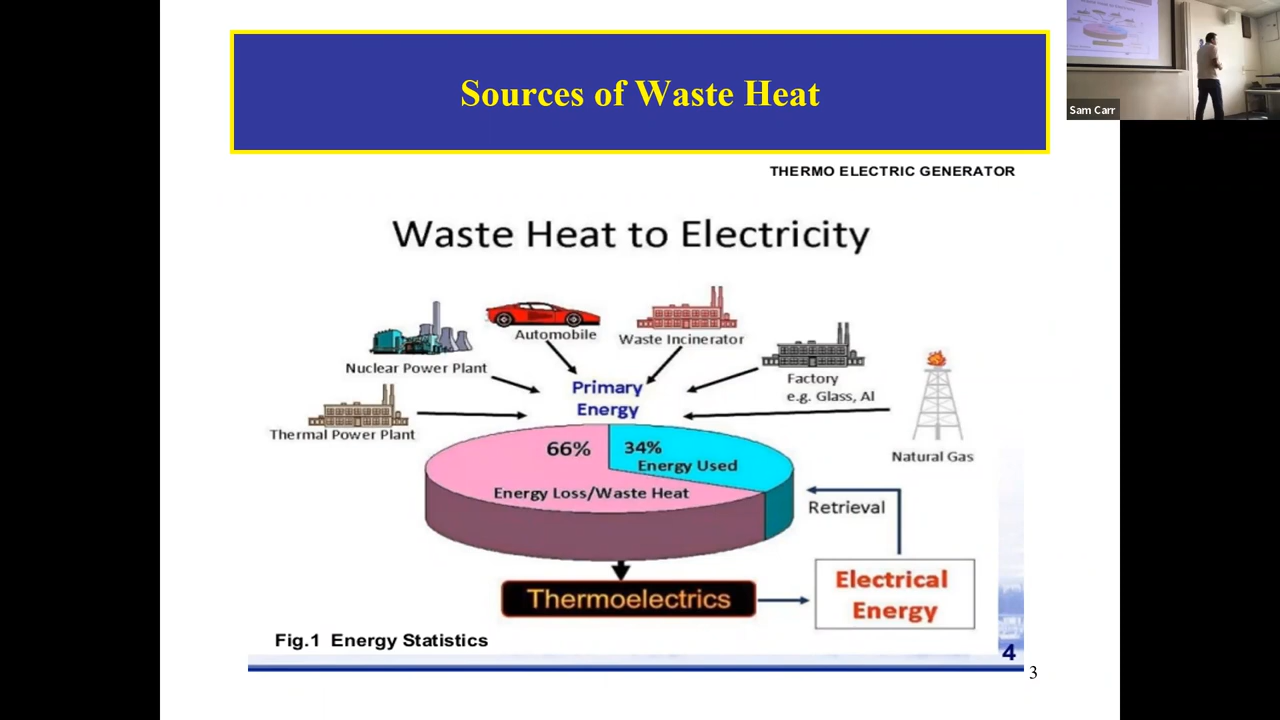 Sources of Waste Heat
Sam Carr
THERMO ELECTRIC GENERATOR
Waste Heat to Electricity
Automobile
Waste Incinerator
Nuclear Power Plant
Primary
Energy
Factory
e.g. Glass, Al
Thermal Power Plant
Natural Gas
66%
34%
Energy Used
Energy Loss/Waste Heat
Retrieval
Thermoelectrics
Electrical
Energy
Fig.1 Energy Statistics
4
3